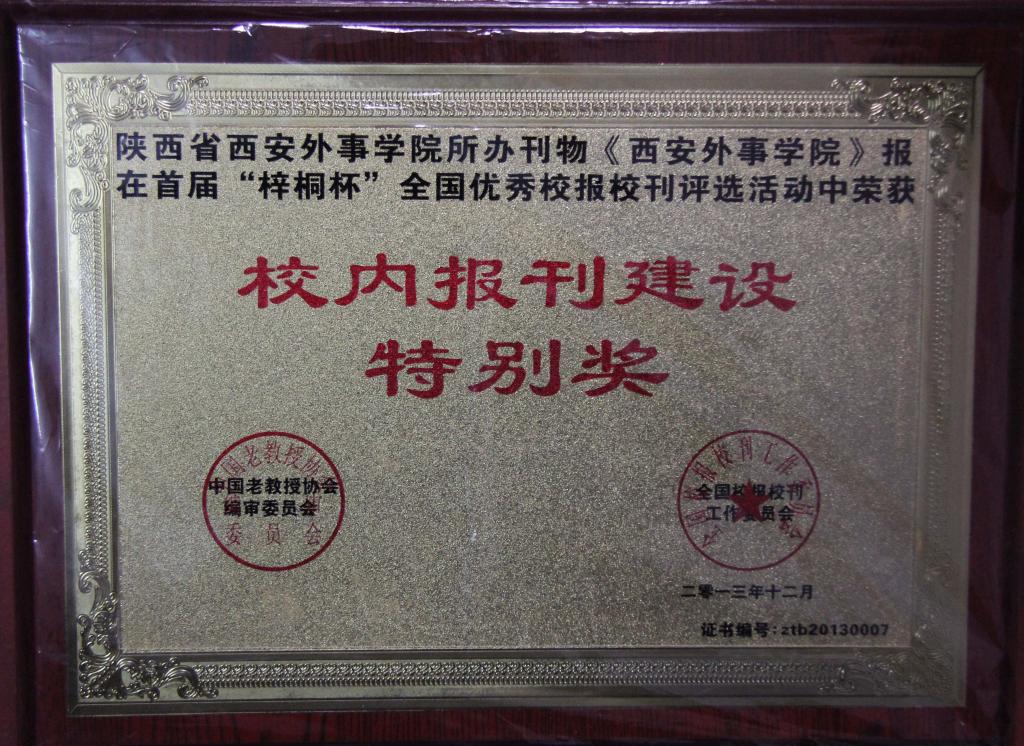 陕西省西安外事学院所办刊物《西安外事学院》报
在首届“梓桐杯”全国优秀校报校刊评选活动中荣获
校内报刊建设
特别奖
中国老教授协会
编审委员会
全国校报校刊
工作委员会
二零一三年十二月
证书编号：ztb20130007